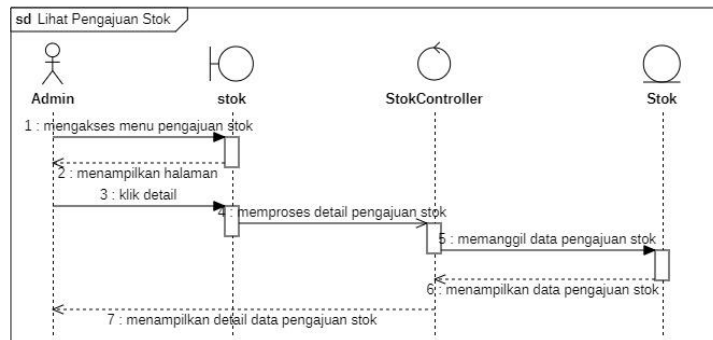 sd Lihat Pengajuan Stok
Admin
stok
StokController
Stok
1 : mengakses menu pengajuan stok
2 : menampilkan halaman
3 : klik detail
4 : memproses detail pengajuan stok
5 : memanggil data pengajuan stok
6 : menampilkan data pengajuan stok
7 : menampilkan detail data pengajuan stok